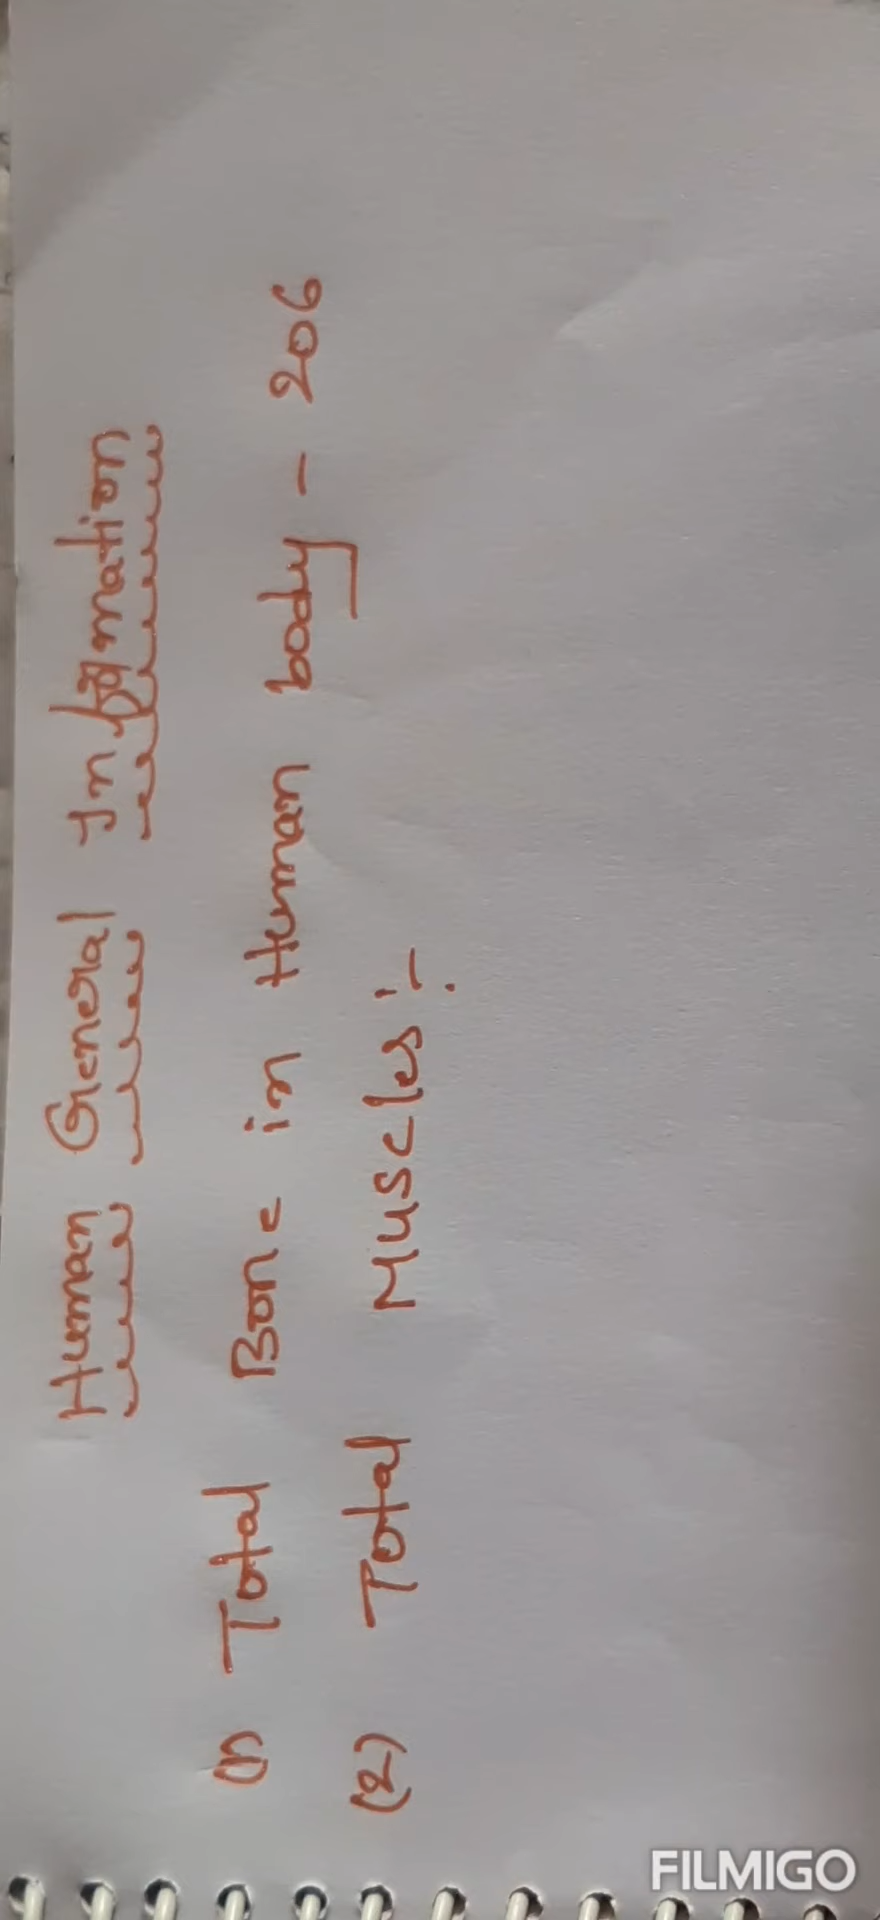 Human General Information
(1) Total Bone in Human body - 206
(2) Total Muscles :-
FILMIGO